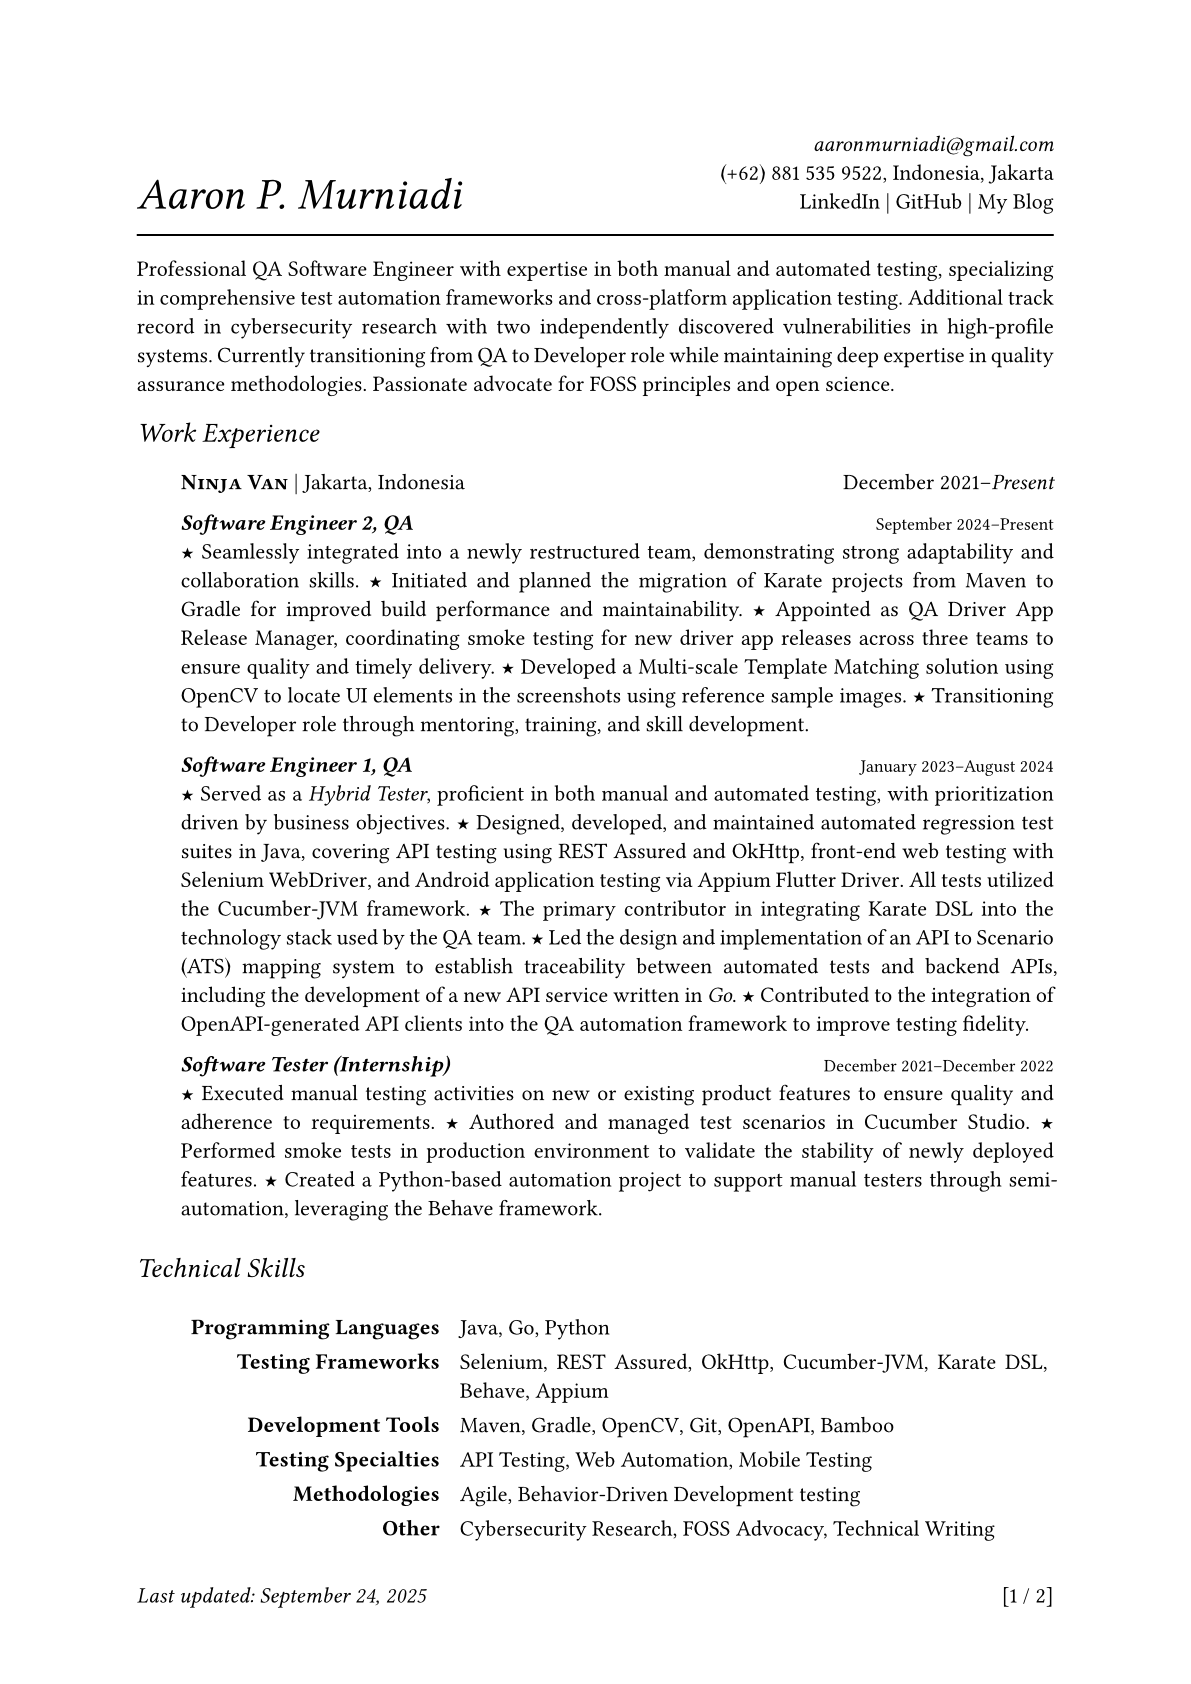 aaronmurniadi@gmail.com
(+62) 881 535 9522, Indonesia, Jakarta
Aaron P. Murniadi
LinkedIn | GitHub | My Blog
Professional QA Software Engineer with expertise in both manual and automated testing, specializing
in comprehensive test automation frameworks and cross-platform application testing. Additional track
record in cybersecurity research with two independently discovered vulnerabilities in high-profile
systems. Currently transitioning from QA to Developer role while maintaining deep expertise in quality
assurance methodologies. Passionate advocate for FOSS principles and open science.
Work Experience
Ninja Van | Jakarta, Indonesia December 2021–Present
Software Engineer 2, QA September 2024–Present
★ Seamlessly integrated into a newly restructured team, demonstrating strong adaptability and
collaboration skills. ★ Initiated and planned the migration of Karate projects from Maven to
Gradle for improved build performance and maintainability. ★ Appointed as QA Driver App
Release Manager, coordinating smoke testing for new driver app releases across three teams to
ensure quality and timely delivery. ★ Developed a Multi-scale Template Matching solution using
OpenCV to locate UI elements in the screenshots using reference sample images. ★ Transitioning
to Developer role through mentoring, training, and skill development.
Software Engineer 1, QA January 2023–August 2024
★ Served as a Hybrid Tester, proficient in both manual and automated testing, with prioritization
driven by business objectives. ★ Designed, developed, and maintained automated regression test
suites in Java, covering API testing using REST Assured and OkHttp, front-end web testing with
Selenium WebDriver, and Android application testing via Appium Flutter Driver. All tests utilized
the Cucumber-JVM framework. ★ The primary contributor in integrating Karate DSL into the
technology stack used by the QA team. ★ Led the design and implementation of an API to Scenario
(ATS) mapping system to establish traceability between automated tests and backend APIs,
including the development of a new API service written in Go. ★ Contributed to the integration of
OpenAPI-generated API clients into the QA automation framework to improve testing fidelity.
Software Tester (Internship) December 2021–December 2022
★ Executed manual testing activities on new or existing product features to ensure quality and
adherence to requirements. ★ Authored and managed test scenarios in Cucumber Studio. ★
Performed smoke tests in production environment to validate the stability of newly deployed
features. ★ Created a Python-based automation project to support manual testers through semi-
automation, leveraging the Behave framework.
Technical Skills
Programming Languages Java, Go, Python
Testing Frameworks Selenium, REST Assured, OkHttp, Cucumber-JVM, Karate DSL,
Behave, Appium
Development Tools Maven, Gradle, OpenCV, Git, OpenAPI, Bamboo
Testing Specialties API Testing, Web Automation, Mobile Testing
Methodologies Agile, Behavior-Driven Development testing
Other Cybersecurity Research, FOSS Advocacy, Technical Writing
Last updated: September 24, 2025 [1 / 2]